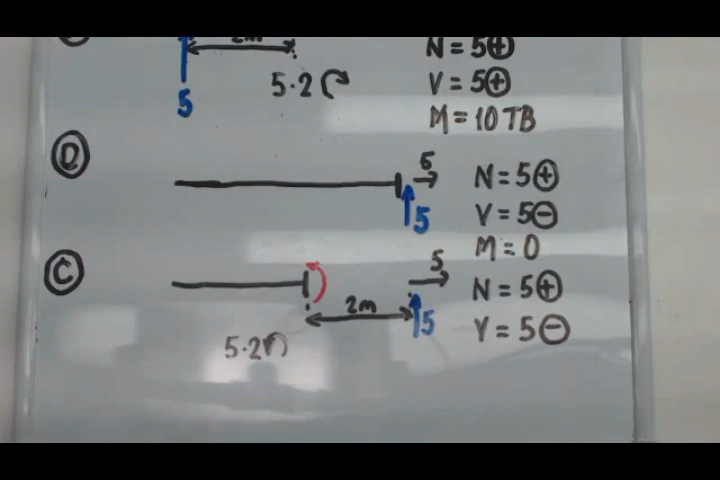 2m
N = 5⊕
5·2
V = 5⊕
5
M = 10 TB
D
5
N = 5⊕
5
V = 5⊖
M = 0
C
5
N = 5⊕
2m
5
V = 5⊖
5·2